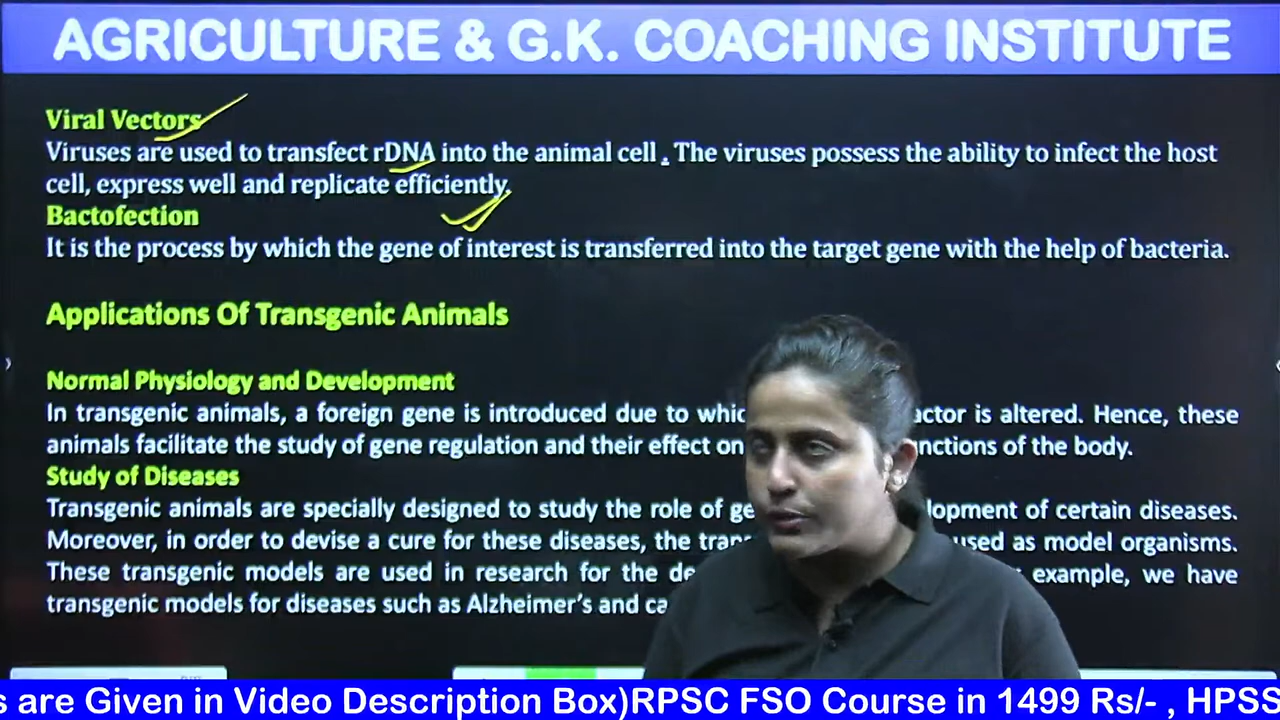 AGRICULTURE & G.K. COACHING INSTITUTE
Viral Vectors
Viruses are used to transfect rDNA into the animal cell . The viruses possess the ability to infect the host
cell, express well and replicate efficiently.
Bactofection
It is the process by which the gene of interest is transferred into the target gene with the help of bacteria.
Applications Of Transgenic Animals
Normal Physiology and Development
In transgenic animals, a foreign gene is introduced due to actor is altered. Hence, these
animals facilitate the study of gene regulation and their effect on of the body.
Study of Diseases
Transgenic animals are specially designed to study the role of of certain diseases.
Moreover, in order to devise a cure for these diseases, the used as model organisms.
These transgenic models are used in research for the example, we have
transgenic models for diseases such as Alzheimer's and
s are Given in Video Description Box)RPSC FSO Course in 1499 Rs/- , HPSS